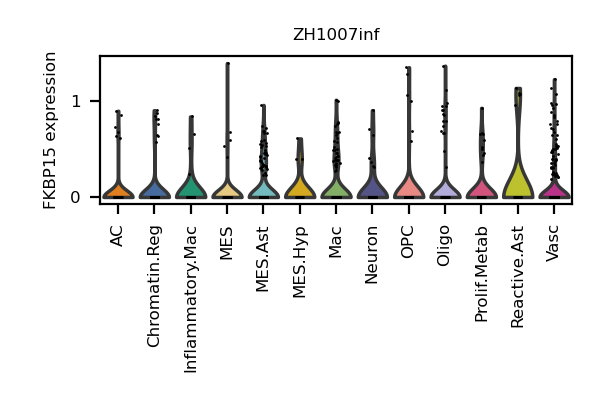 ZH1007inf
FKBP15 expression
1
0
AC
Chromatin.Reg
Inflammatory.Mac
MES
MES.Ast
MES.Hyp
Mac
Neuron
OPC
Oligo
Prolif.Metab
Reactive.Ast
Vasc